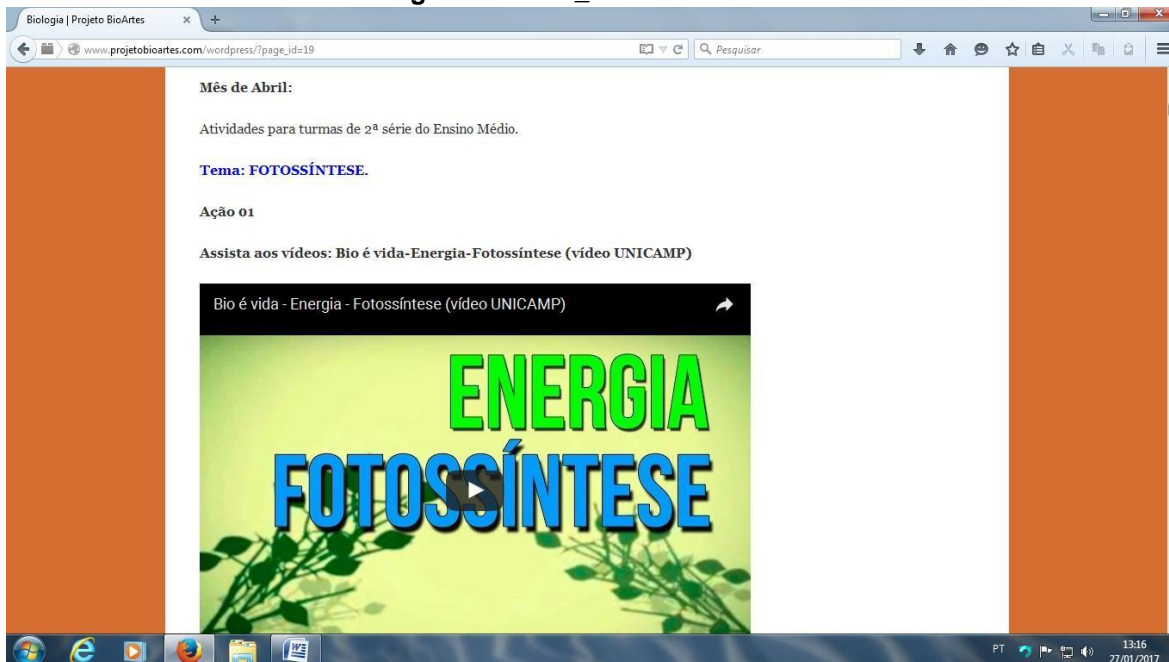 Biologia | Projeto BioArtes
www.projetobioartes.com/wordpress/?page_id=19
Pesquisar
Mês de Abril:
Atividades para turmas de 2ª série do Ensino Médio.
Tema: FOTOSSÍNTESE.
Ação 01
Assista aos vídeos: Bio é vida-Energia-Fotossíntese (vídeo UNICAMP)
Bio é vida - Energia - Fotossíntese (vídeo UNICAMP)
ENERGIA
FOTOSSÍNTESE
PT
13:16
27/01/2017